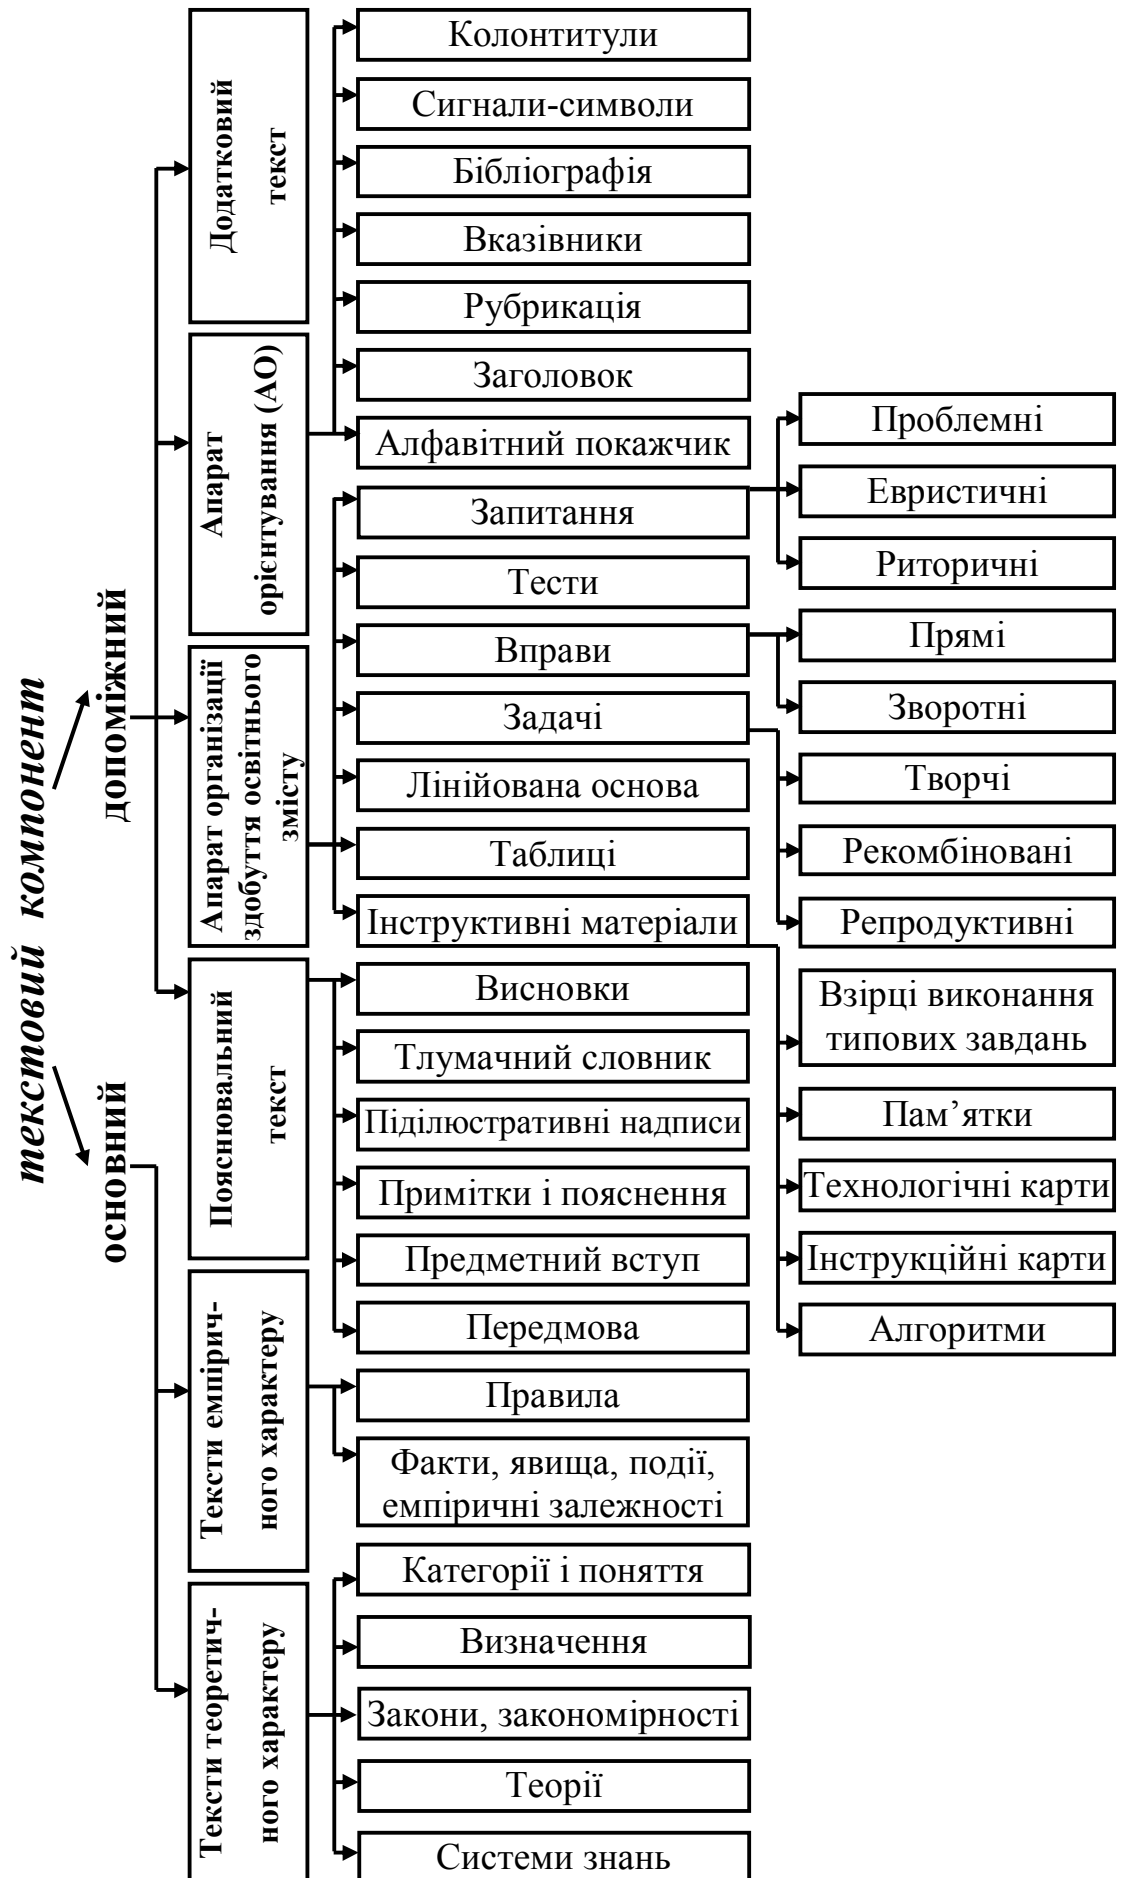 текстовий компонент
допоміжний
основний
Додатковий
текст
Апарат
орієнтування (АО)
Апарат організації
здобуття освітнього
змісту
Пояснювальний
текст
Тексти емпірич-
ного характеру
Тексти теоретич-
ного характеру
Колонтитули
Сигнали-символи
Бібліографія
Вказівники
Рубрикація
Заголовок
Алфавітний покажчик
Запитання
Тести
Вправи
Задачі
Лінійована основа
Таблиці
Інструктивні матеріали
Висновки
Тлумачний словник
Піділюстративні надписи
Примітки і пояснення
Предметний вступ
Передмова
Правила
Факти, явища, події,
емпіричні залежності
Категорії і поняття
Визначення
Закони, закономірності
Теорії
Системи знань
Проблемні
Евристичні
Риторичні
Прямі
Зворотні
Творчі
Рекомбіновані
Репродуктивні
Взірці виконання
типових завдань
Пам’ятки
Технологічні карти
Інструкційні карти
Алгоритми